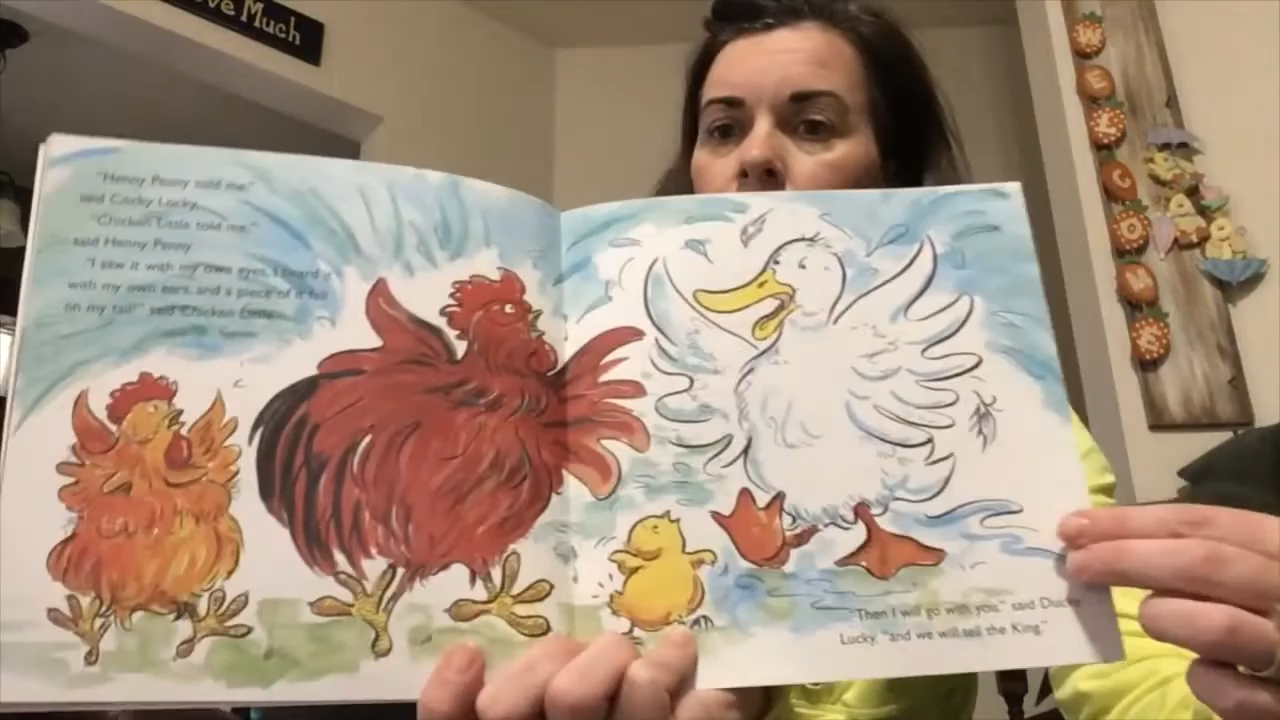 ve Much
WELCOME
"Henny Penny told me,"
said Cocky Locky.
"Chicken Little told me,"
said Henny Penny
"I saw it with my own eyes, I heard it
with my own ears, and a piece of it fell
on my tail!" said Chicken Little.
"Then I will go with you," said Ducky
Lucky, "and we will tell the King."